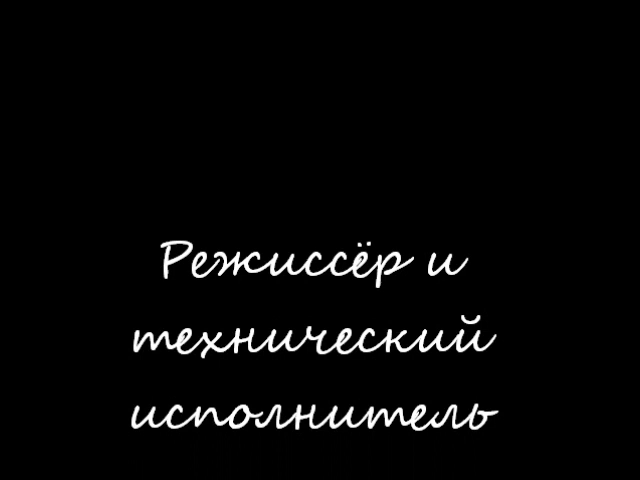 Режиссёр и
технический
исполнитель